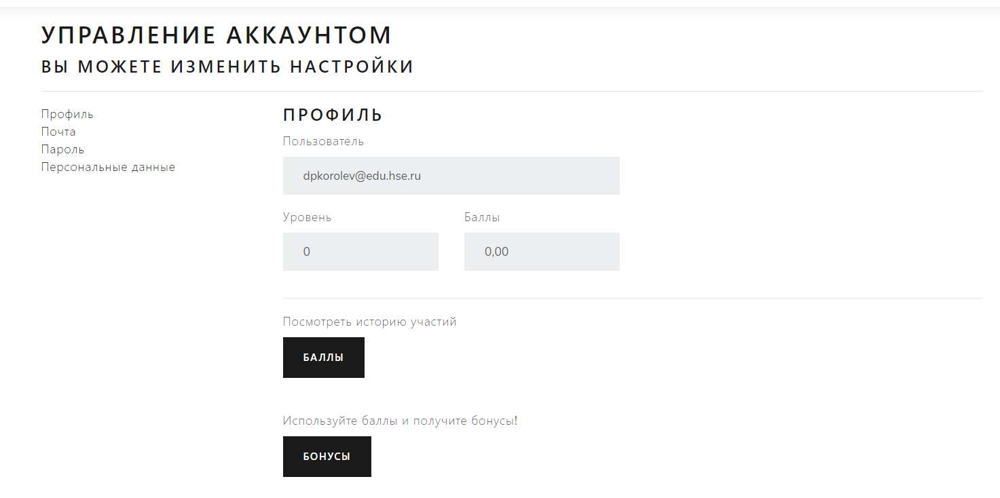 УПРАВЛЕНИЕ АККАУНТОМ
ВЫ МОЖЕТЕ ИЗМЕНИТЬ НАСТРОЙКИ
Профиль
Почта
Пароль
Персональные данные
ПРОФИЛЬ
Пользователь
dpkorolev@edu.hse.ru
Уровень
Баллы
0
0,00
Посмотреть историю участий
БАЛЛЫ
Используйте баллы и получите бонусы!
БОНУСЫ